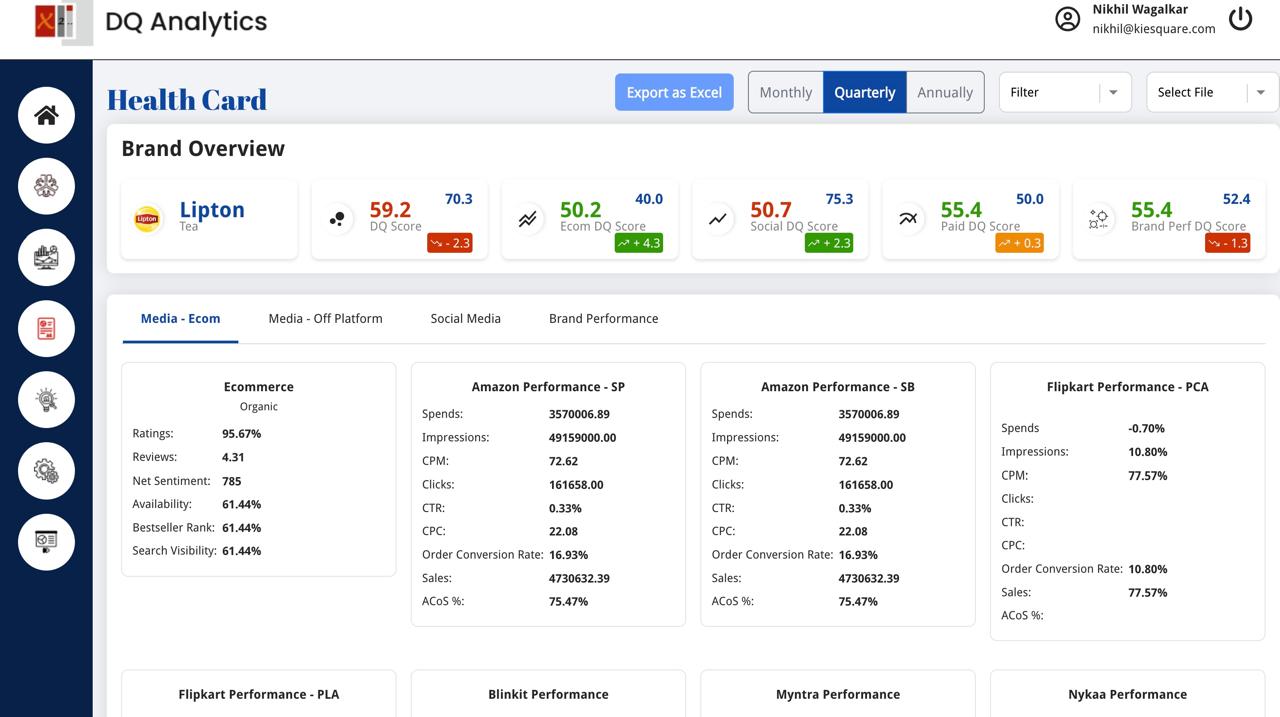 DQ Analytics
Nikhil Wagalkar
nikhil@kiesquare.com
Health Card
Export as Excel
Monthly
Quarterly
Annually
Filter
Select File
Brand Overview
Lipton
Lipton
Tea
70.3
59.2
DQ Score
- 2.3
40.0
50.2
Ecom DQ Score
+ 4.3
75.3
50.7
Social DQ Score
+ 2.3
50.0
55.4
Paid DQ Score
+ 0.3
52.4
55.4
Brand Perf DQ Score
- 1.3
Media - Ecom
Media - Off Platform
Social Media
Brand Performance
Ecommerce
Organic
Ratings: 95.67%
Reviews: 4.31
Net Sentiment: 785
Availability: 61.44%
Bestseller Rank: 61.44%
Search Visibility: 61.44%
Amazon Performance - SP
Spends: 3570006.89
Impressions: 49159000.00
CPM: 72.62
Clicks: 161658.00
CTR: 0.33%
CPC: 22.08
Order Conversion Rate: 16.93%
Sales: 4730632.39
ACoS %: 75.47%
Amazon Performance - SB
Spends: 3570006.89
Impressions: 49159000.00
CPM: 72.62
Clicks: 161658.00
CTR: 0.33%
CPC: 22.08
Order Conversion Rate: 16.93%
Sales: 4730632.39
ACoS %: 75.47%
Flipkart Performance - PCA
Spends -0.70%
Impressions: 10.80%
CPM: 77.57%
Clicks:
CTR:
CPC:
Order Conversion Rate: 10.80%
Sales: 77.57%
ACoS %:
Flipkart Performance - PLA
Blinkit Performance
Myntra Performance
Nykaa Performance